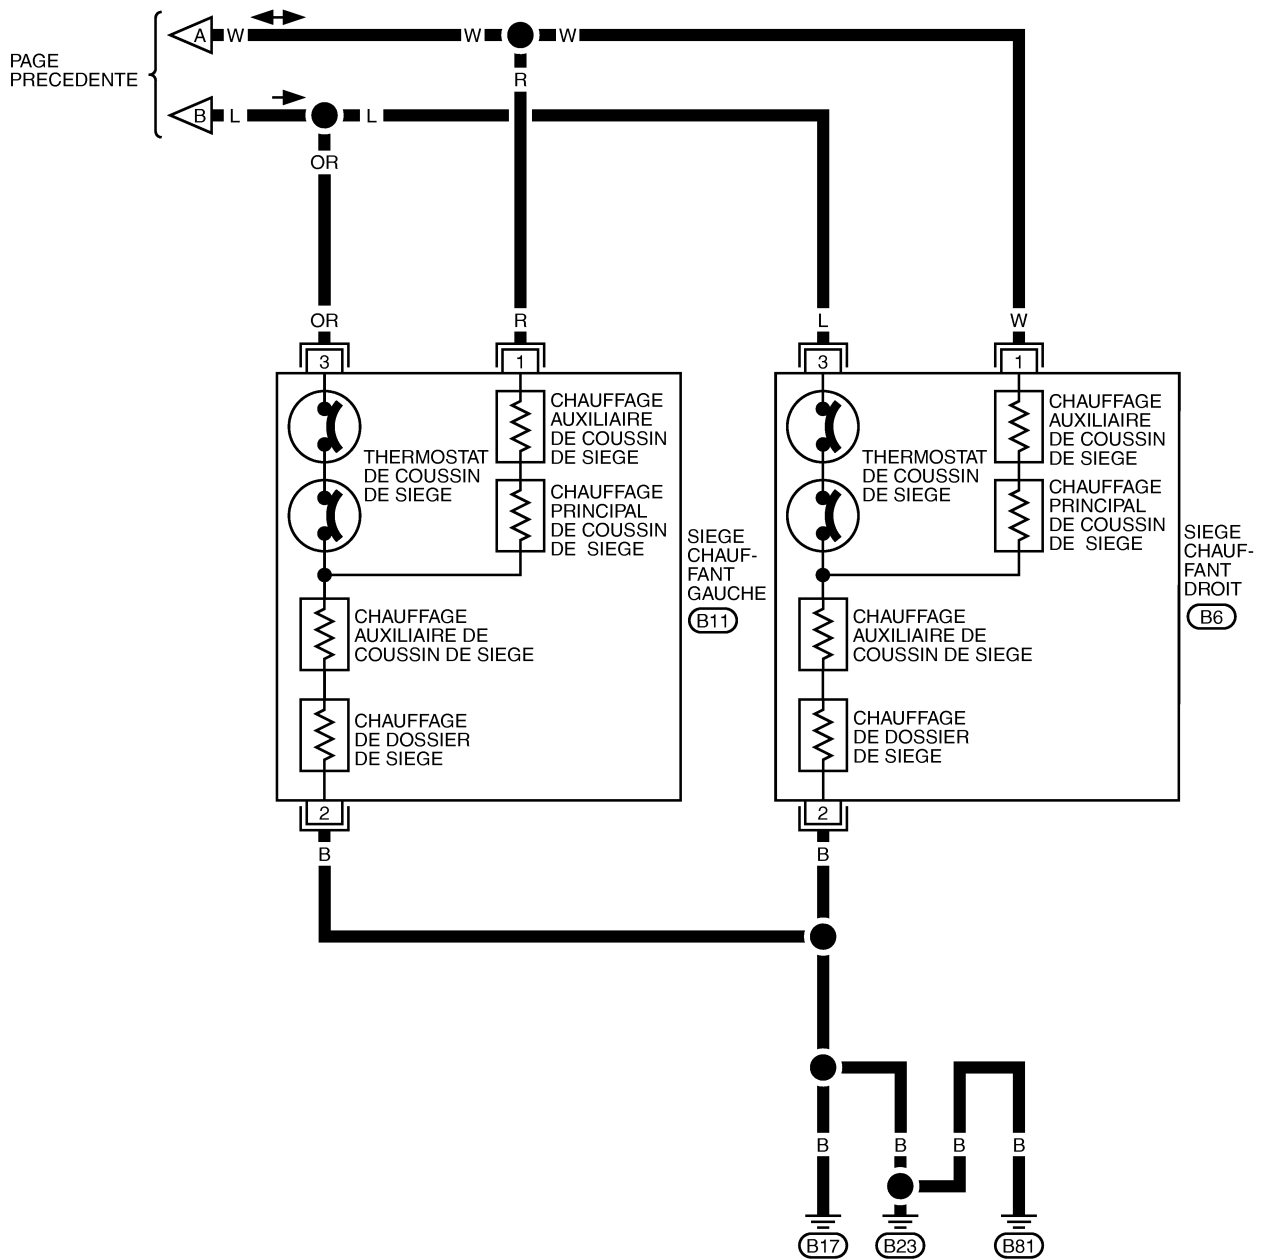 PAGE
PRECEDENTE
A W W W
R
B L L
OR
OR R L W
3 1 3 1
CHAUFFAGE
AUXILIAIRE
DE COUSSIN
DE SIEGE
THERMOSTAT
DE COUSSIN
DE SIEGE
CHAUFFAGE
PRINCIPAL
DE COUSSIN
DE SIEGE
CHAUFFAGE
AUXILIAIRE DE
COUSSIN DE SIEGE
CHAUFFAGE
DE DOSSIER
DE SIEGE
SIEGE
CHAUF-
FANT
GAUCHE
B11
CHAUFFAGE
AUXILIAIRE
DE COUSSIN
DE SIEGE
THERMOSTAT
DE COUSSIN
DE SIEGE
CHAUFFAGE
PRINCIPAL
DE COUSSIN
DE SIEGE
CHAUFFAGE
AUXILIAIRE DE
COUSSIN DE SIEGE
CHAUFFAGE
DE DOSSIER
DE SIEGE
SIEGE
CHAUF-
FANT
DROIT
B6
2 2
B B
B B B B
B17 B23 B81